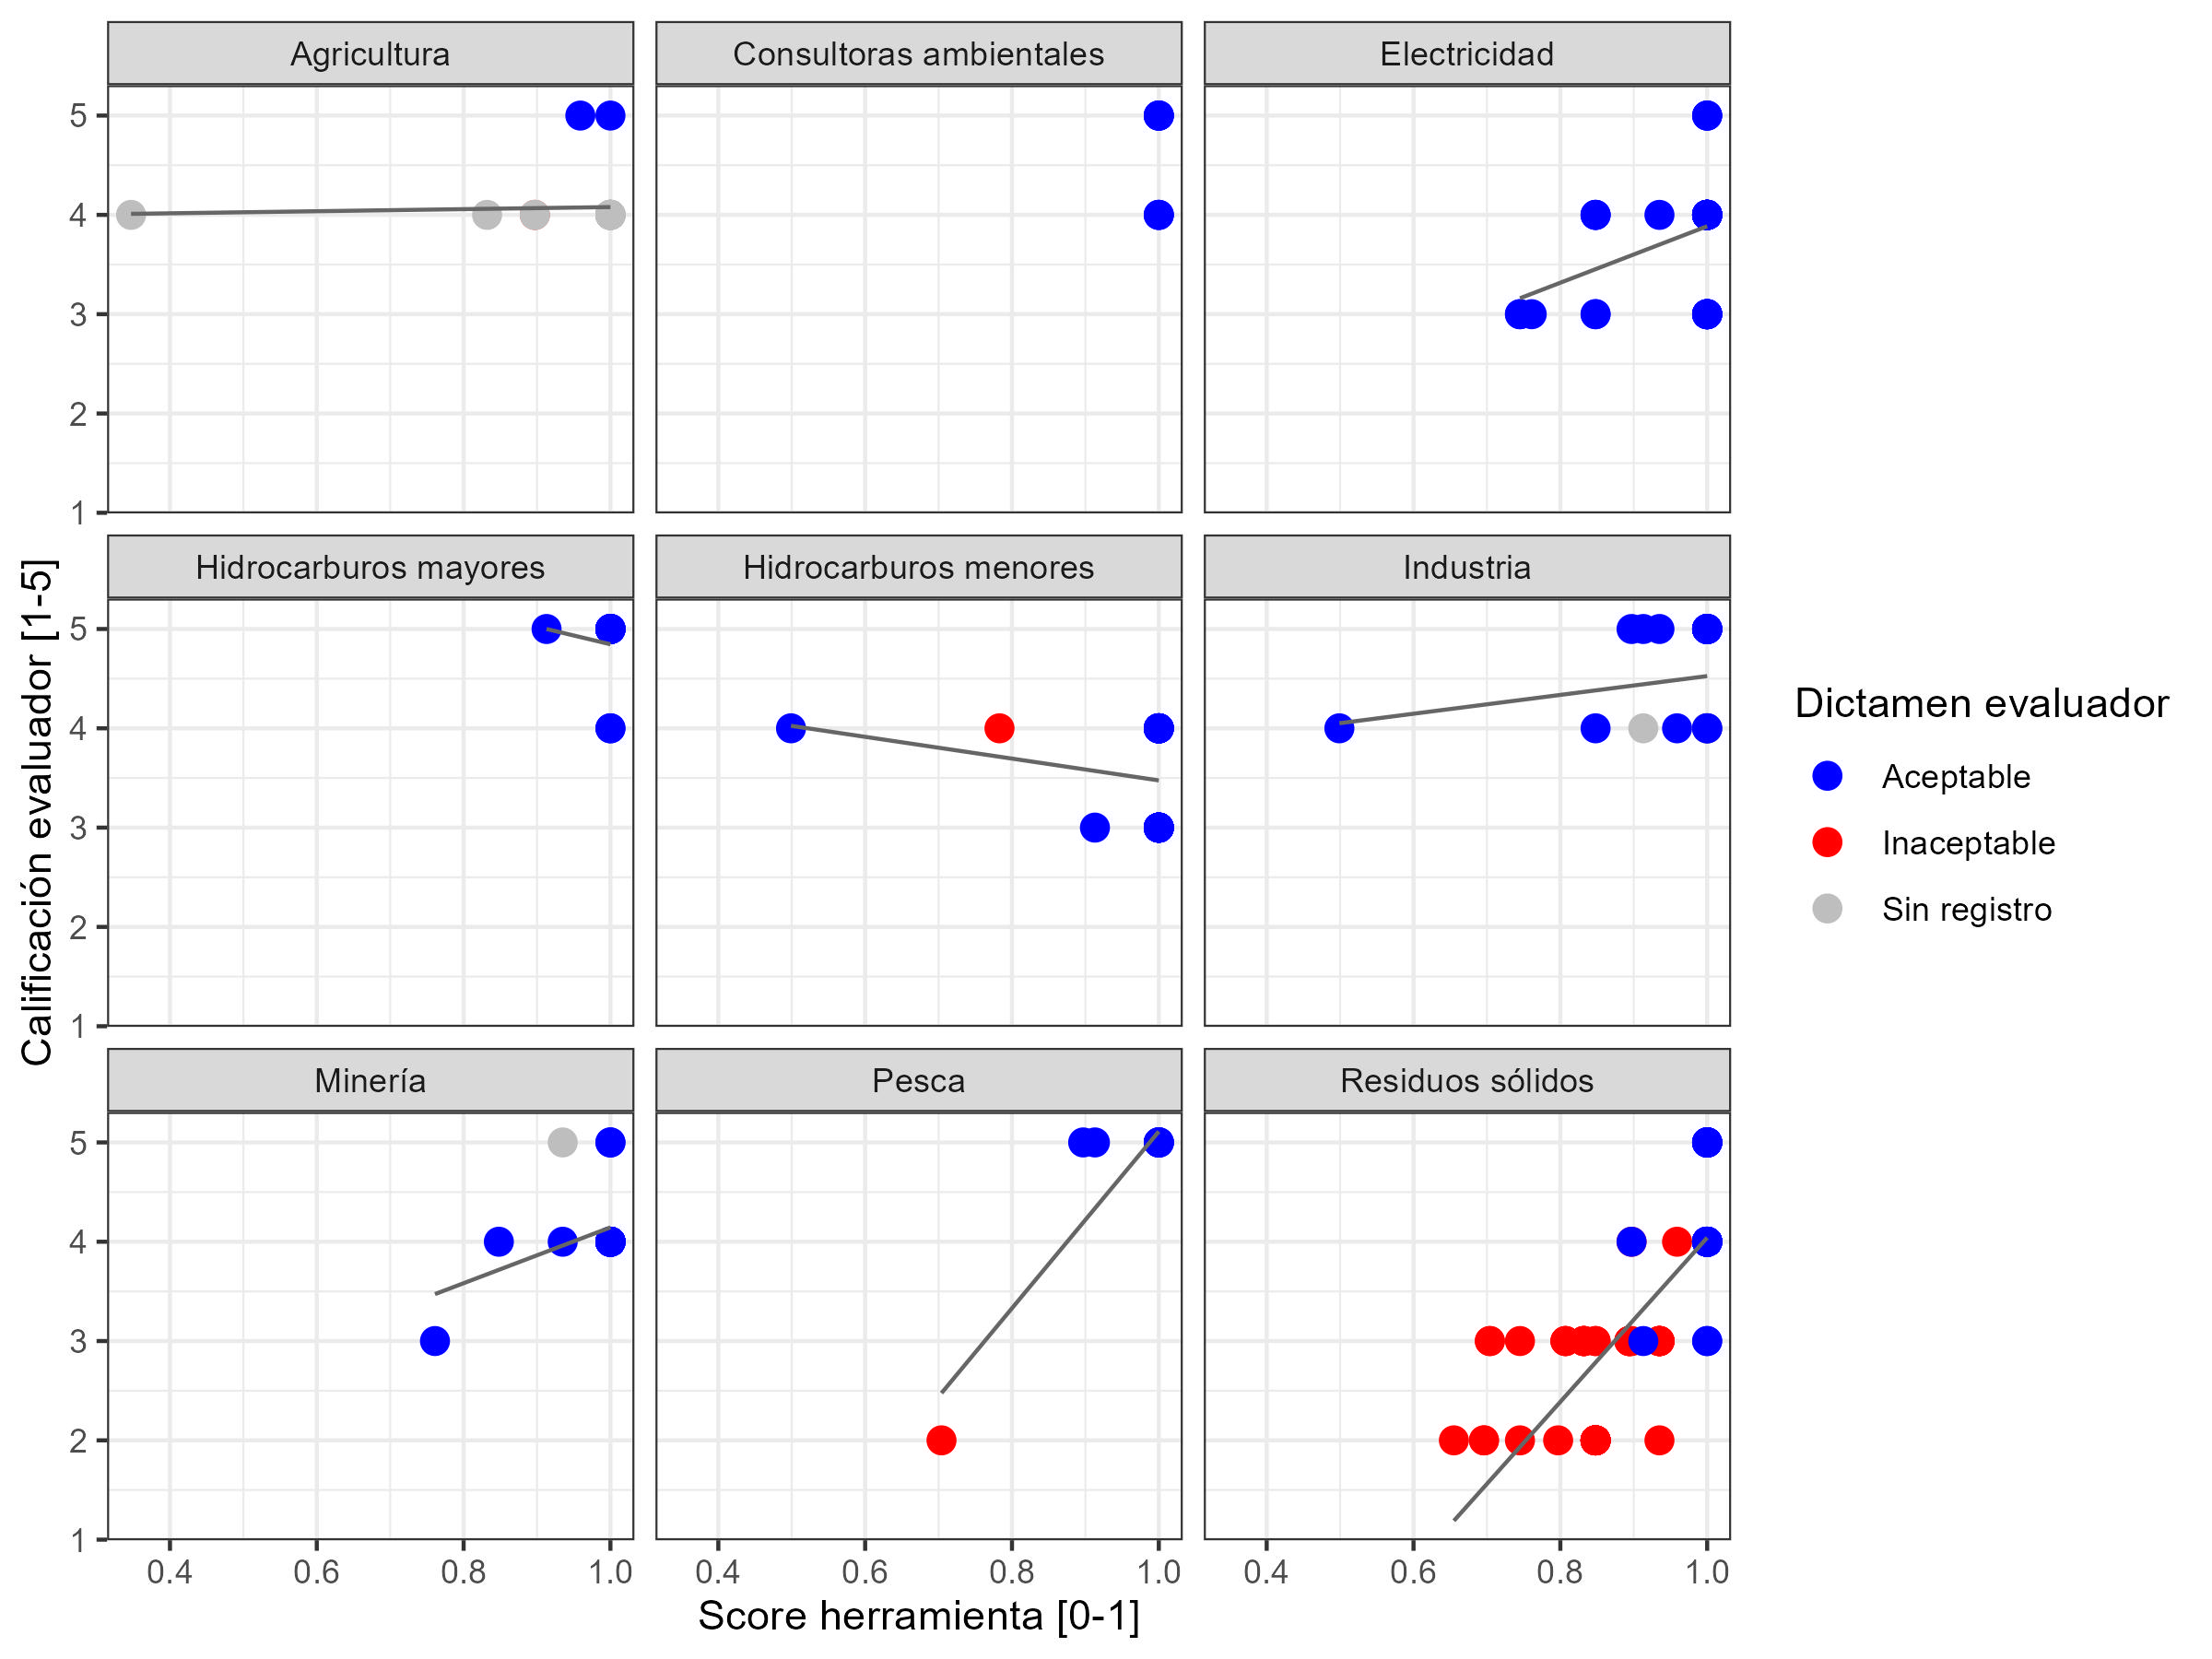 Agricultura
Consultoras ambientales
Electricidad
5
4
3
2
1
Hidrocarburos mayores
Hidrocarburos menores
Industria
5
4
3
2
1
Minería
Pesca
Residuos sólidos
5
4
3
2
1
0.4 0.6 0.8 1.0
0.4 0.6 0.8 1.0
0.4 0.6 0.8 1.0
Score herramienta [0-1]
Calificación evaluador [1-5]
Dictamen evaluador
Aceptable
Inaceptable
Sin registro